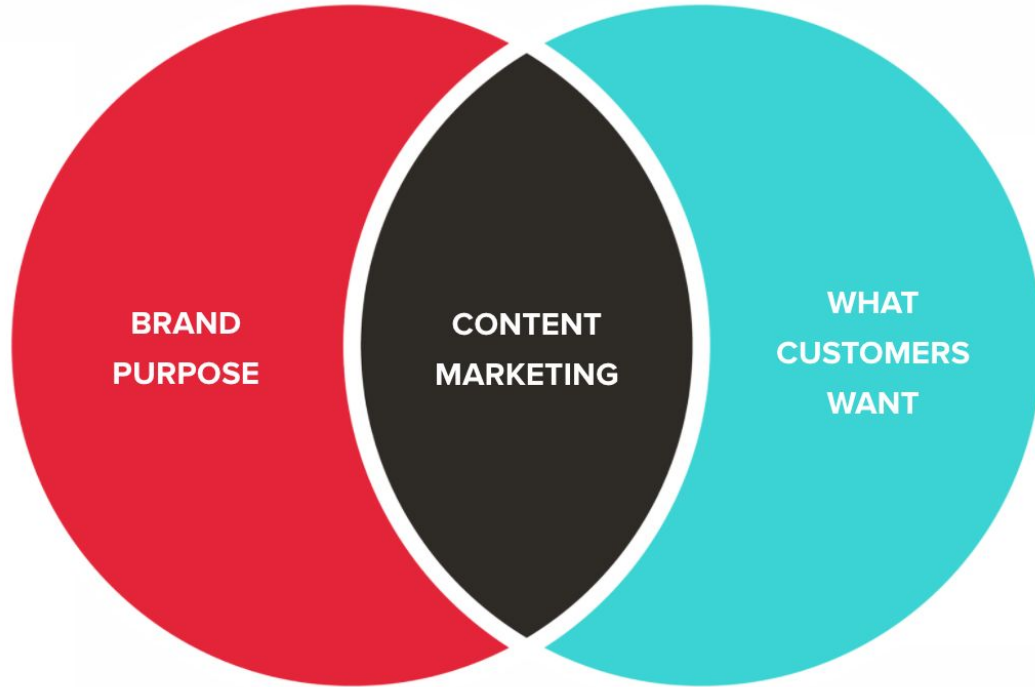 BRAND
PURPOSE
CONTENT
MARKETING
WHAT
CUSTOMERS
WANT